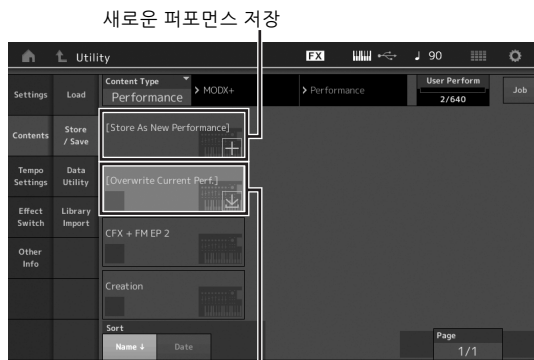 새로운 퍼포먼스 저장
Utility
FX
♩ 90
Settings
Load
Content Type
Performance
> MODX+
> Performance
User Perform
2/640
Job
Contents
Store
/ Save
[Store As New Performance]
Tempo
Settings
Data
Utility
[Overwrite Current Perf.]
Effect
Switch
Library
Import
CFX + FM EP 2
Other
Info
Creation
Sort
Name ↓
Date
Page
1/1